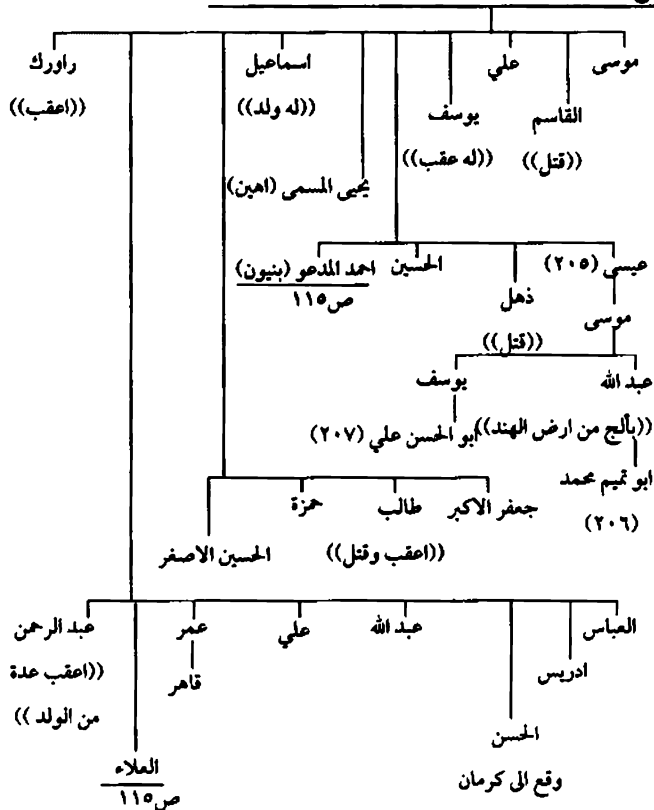 موسى علي اسماعيل راورك
القاسم يوسف ((له ولد)) ((اعقب))
((قتل)) ((له عقب))
يحيى المسمى (اهين)
عيسى (٢٠٥) الحسين احمد المدعو (بنيون)
ذهل ص١١٥
موسى
((قتل))
عبد الله يوسف
((بألج من ارض الهند)) ابو الحسن علي (٢٠٧)
ابو تميم محمد
(٢٠٦)
جعفر الاكبر طالب حمزة
((اعقب وقتل)) الحسين الاصغر
العباس عبد الله علي عمر عبد الرحمن
ادريس قاهر ((اعقب عدة
من الولد))
الحسن العلاء
وقع الى كرمان ص١١٥